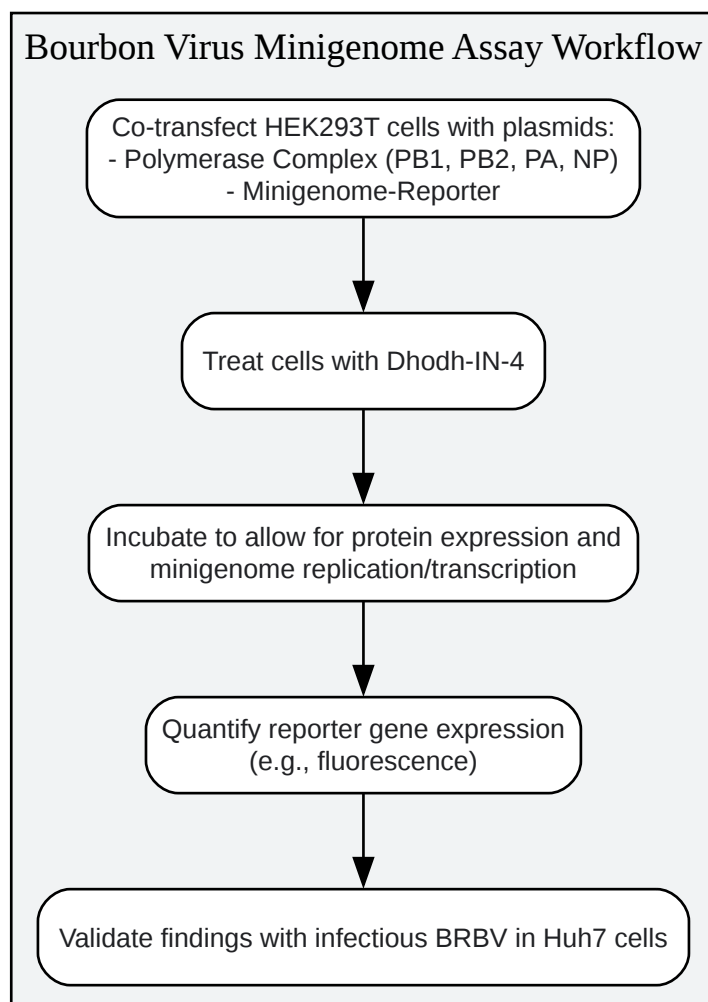 Bourbon Virus Minigenome Assay Workflow
Co-transfect HEK293T cells with plasmids:
- Polymerase Complex (PB1, PB2, PA, NP)
- Minigenome-Reporter
Treat cells with Dhodh-IN-4
Incubate to allow for protein expression and
minigenome replication/transcription
Quantify reporter gene expression
(e.g., fluorescence)
Validate findings with infectious BRBV in Huh7 cells